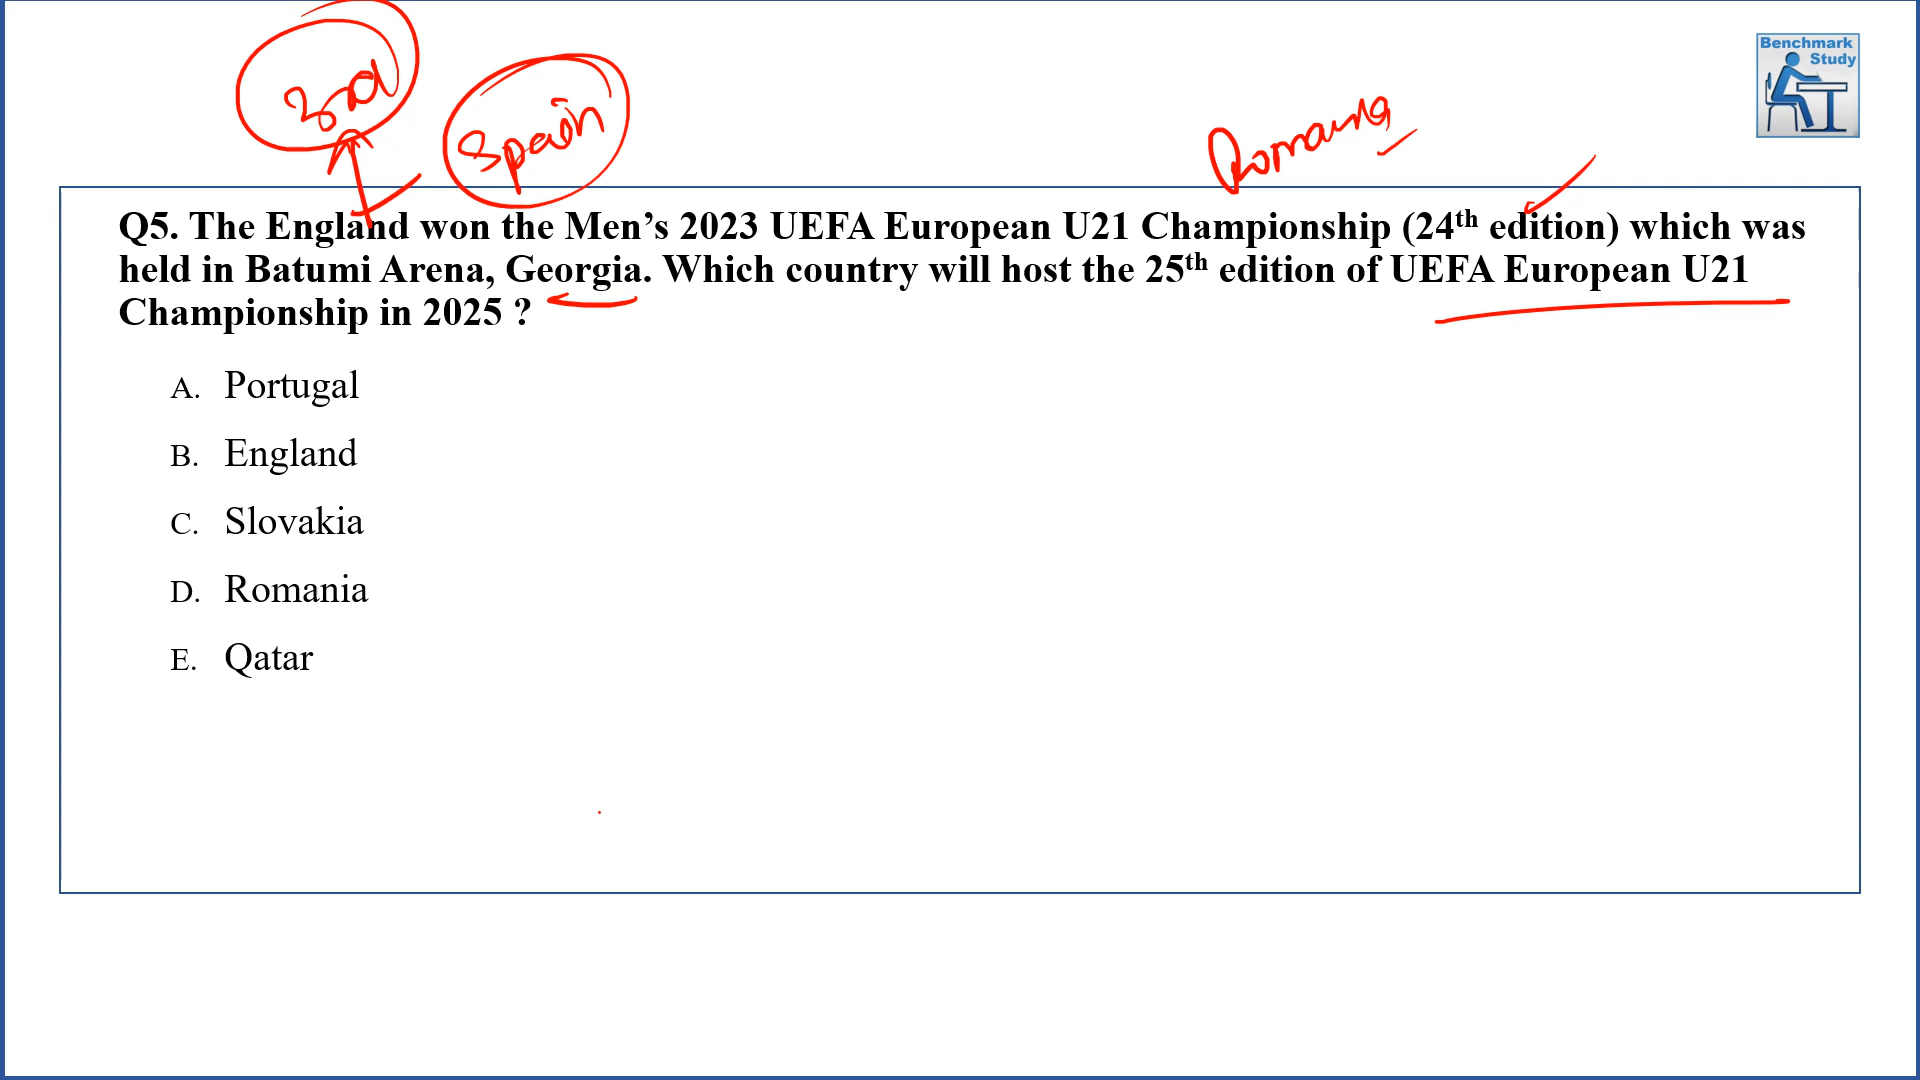 3rd
Spain
Romania
Benchmark
Study
Q5. The England won the Men’s 2023 UEFA European U21 Championship (24th edition) which was
held in Batumi Arena, Georgia. Which country will host the 25th edition of UEFA European U21
Championship in 2025 ?
A. Portugal
B. England
C. Slovakia
D. Romania
E. Qatar